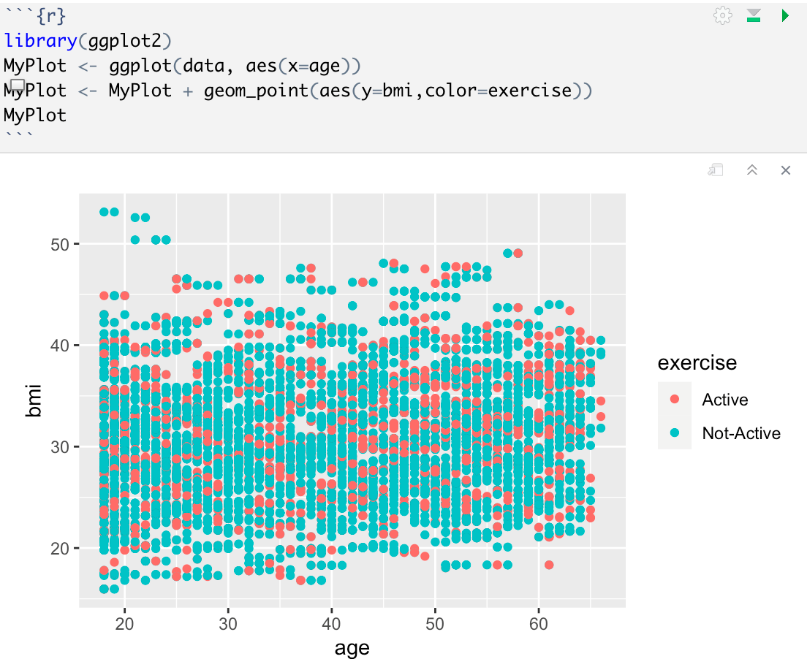 ```{r}
library(ggplot2)
MyPlot <- ggplot(data, aes(x=age))
MyPlot <- MyPlot + geom_point(aes(y=bmi,color=exercise))
MyPlot
```
50
40
30
20
bmi
20 30 40 50 60
age
exercise
Active
Not-Active